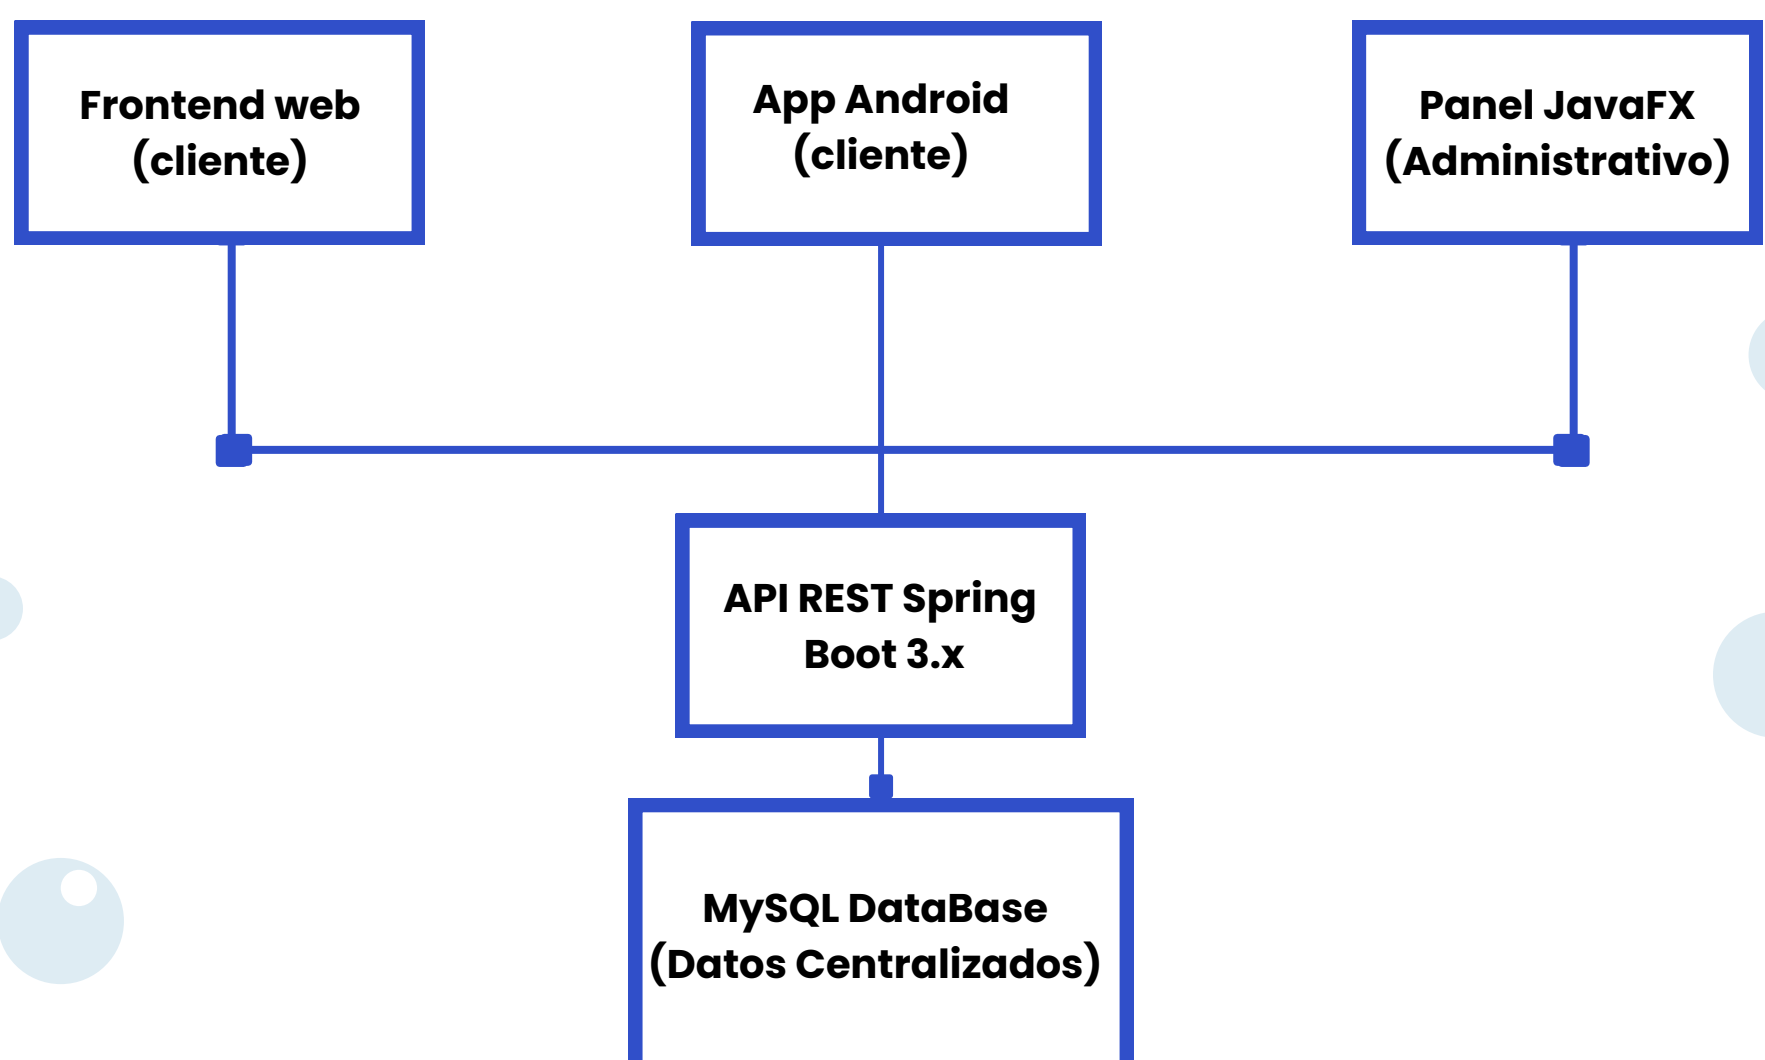 Frontend web
(cliente)
App Android
(cliente)
Panel JavaFX
(Administrativo)
API REST Spring
Boot 3.x
MySQL DataBase
(Datos Centralizados)